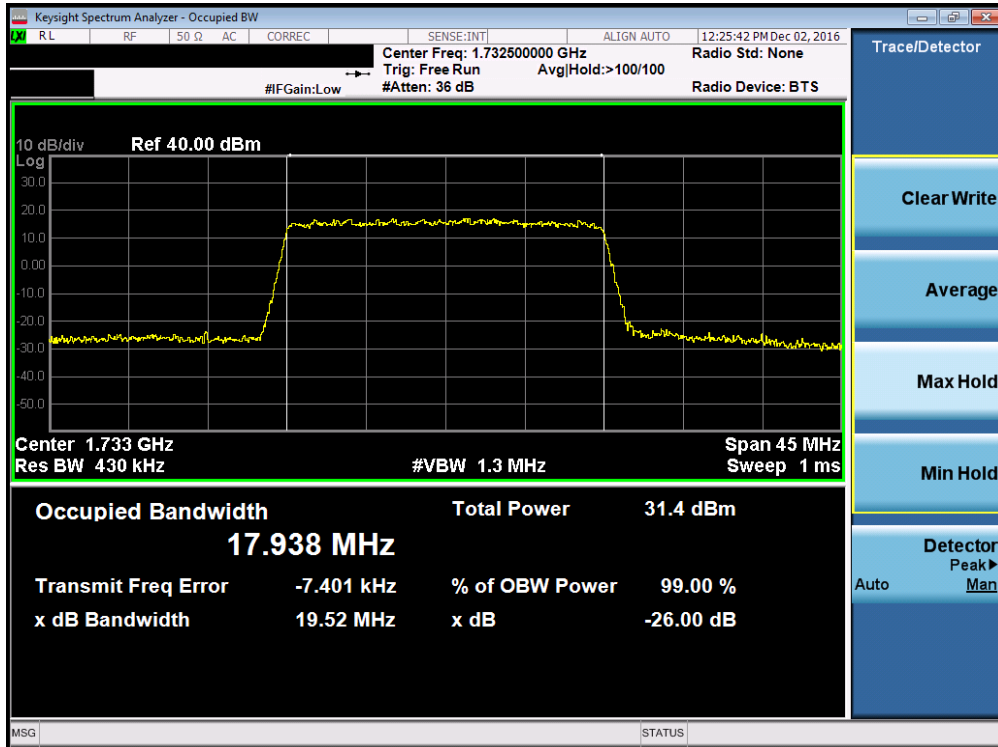 Keysight Spectrum Analyzer - Occupied BW
LXI RL RF 50 Ω AC CORREC SENSE:INT ALIGN AUTO 12:25:42 PM Dec 02, 2016
Center Freq: 1.732500000 GHz Radio Std: None
Trig: Free Run Avg|Hold:>100/100
#IFGain:Low #Atten: 36 dB Radio Device: BTS
Trace/Detector
10 dB/div Ref 40.00 dBm
Log
30.0
20.0
10.0
0.00
-10.0
-20.0
-30.0
-40.0
-50.0
Center 1.733 GHz Span 45 MHz
Res BW 430 kHz #VBW 1.3 MHz Sweep 1 ms
Occupied Bandwidth Total Power 31.4 dBm
17.938 MHz
Transmit Freq Error -7.401 kHz % of OBW Power 99.00 %
x dB Bandwidth 19.52 MHz x dB -26.00 dB
Clear Write
Average
Max Hold
Min Hold
Detector
Peak▶
Auto Man
MSG STATUS